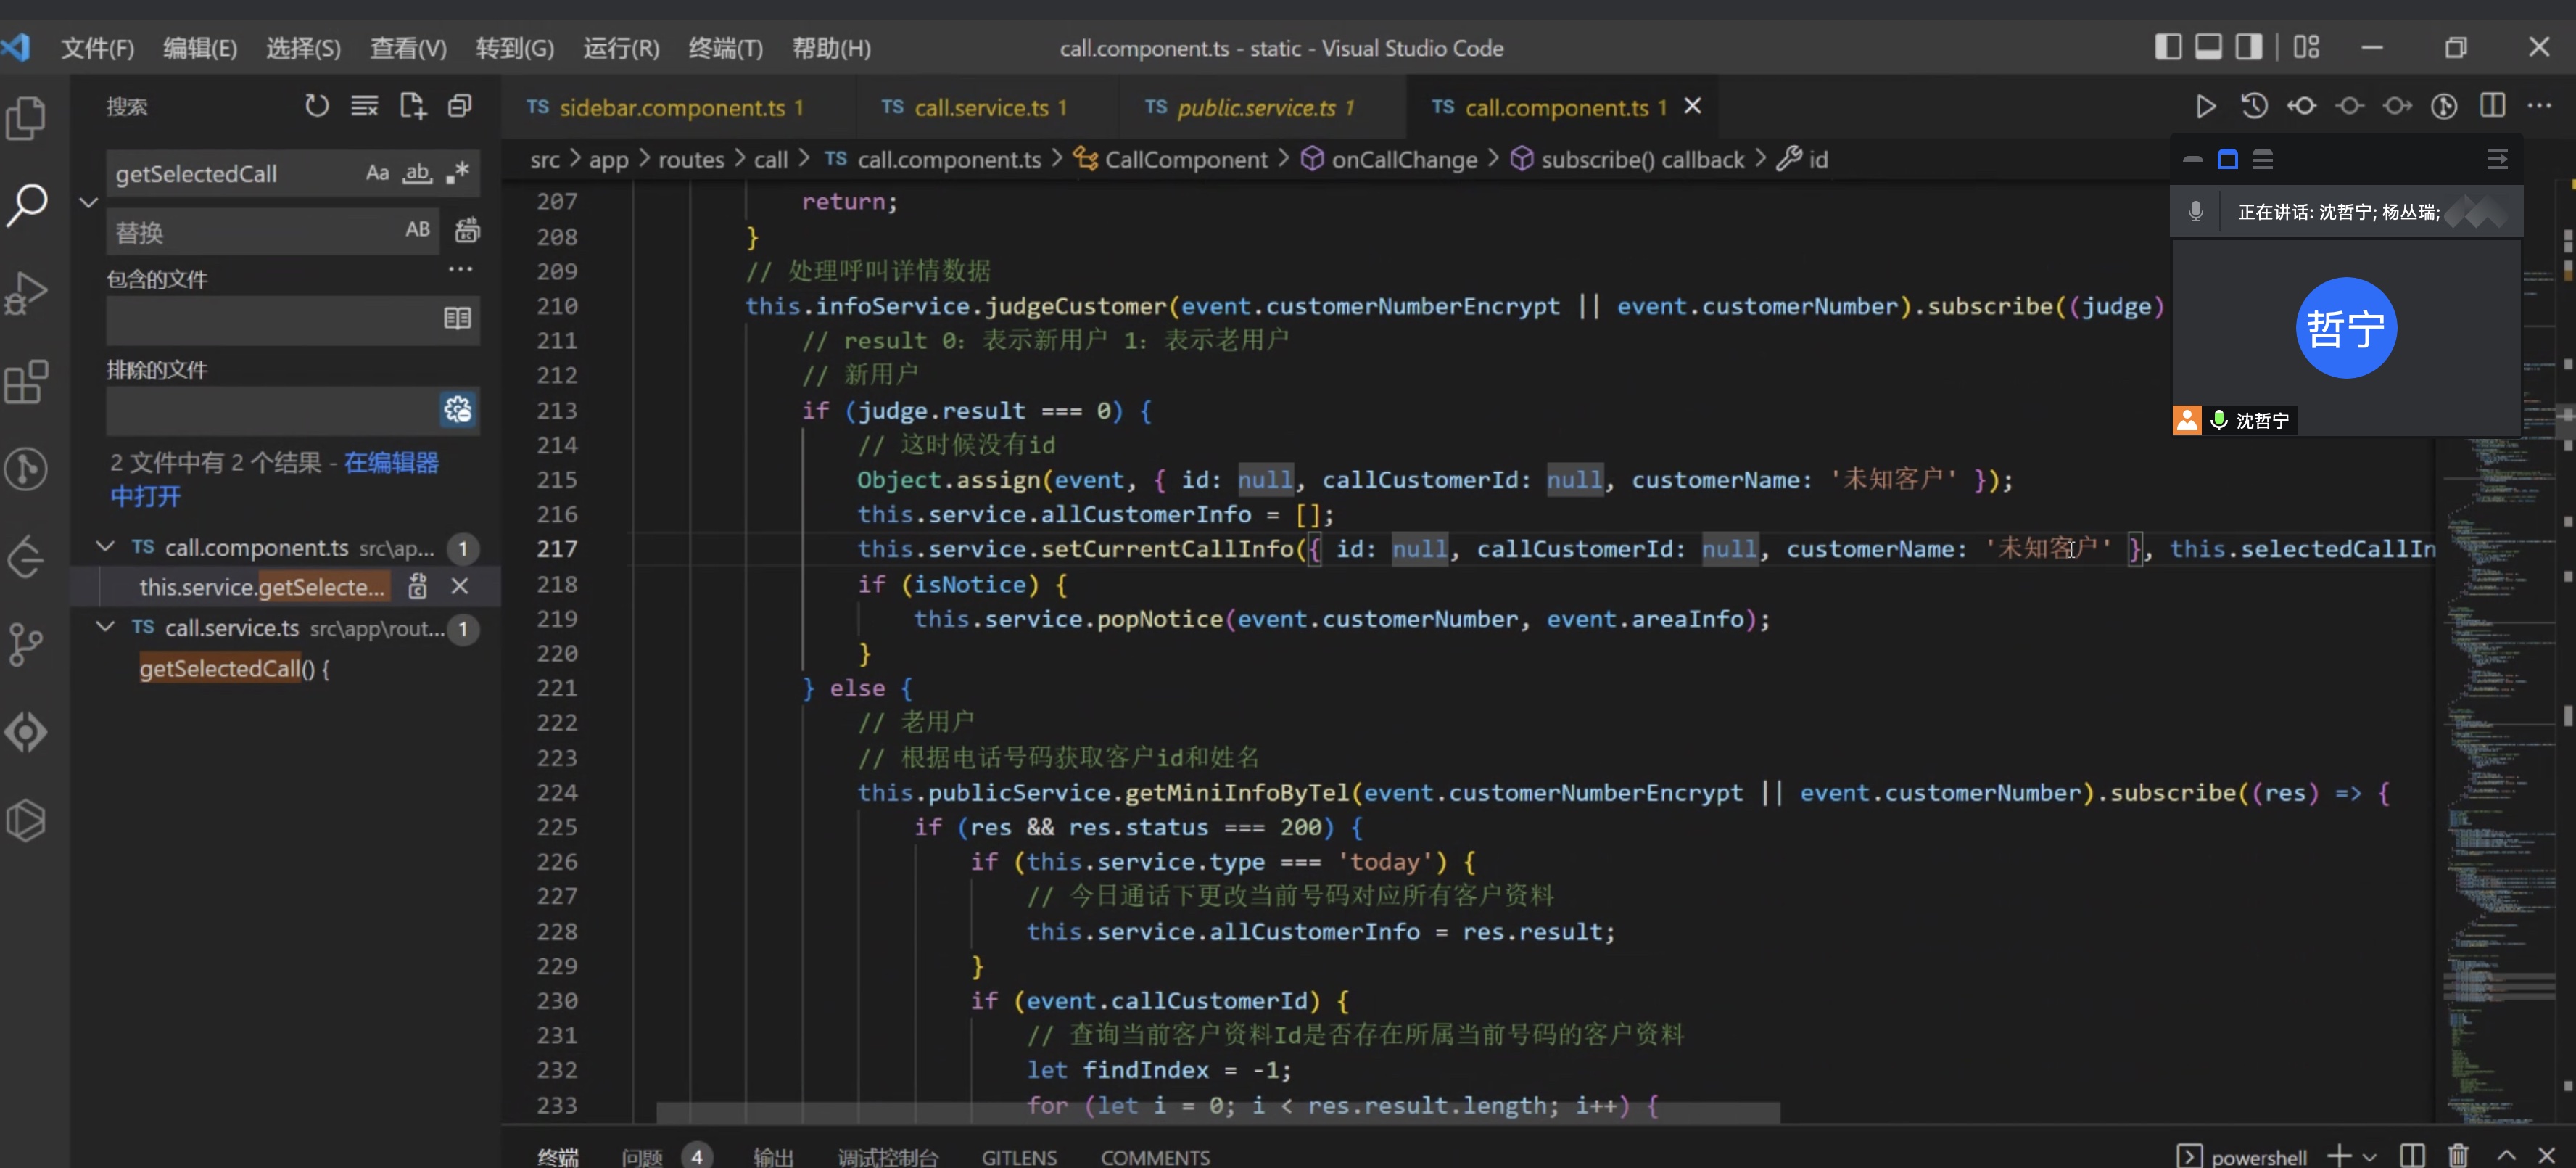 文件(F) 编辑(E) 选择(S) 查看(V) 转到(G) 运行(R) 终端(T) 帮助(H) call.component.ts - static - Visual Studio Code
搜索
TS sidebar.component.ts 1 TS call.service.ts 1 TS public.service.ts 1 TS call.component.ts 1
src > app > routes > call > TS call.component.ts > CallComponent > onCallChange > subscribe() callback > id
getSelectedCall Aa ab
替换 AB
包含的文件
排除的文件
2 文件中有 2 个结果 - 在编辑器
中打开
TS call.component.ts src\ap... 1
this.service.getSelecte...
TS call.service.ts src\app\rout... 1
getSelectedCall() {
207 return;
208 }
209 // 处理呼叫详情数据
210 this.infoService.judgeCustomer(event.customerNumberEncrypt || event.customerNumber).subscribe((judge)
211 // result 0: 表示新用户 1: 表示老用户
212 // 新用户
213 if (judge.result === 0) {
214 // 这时候没有id
215 Object.assign(event, { id: null, callCustomerId: null, customerName: '未知客户' });
216 this.service.allCustomerInfo = [];
217 this.service.setCurrentCallInfo({ id: null, callCustomerId: null, customerName: '未知客户' }, this.selectedCallIn
218 if (isNotice) {
219 this.service.popNotice(event.customerNumber, event.areaInfo);
220 }
221 } else {
222 // 老用户
223 // 根据电话号码获取客户id和姓名
224 this.publicService.getMiniInfoByTel(event.customerNumberEncrypt || event.customerNumber).subscribe((res) => {
225 if (res && res.status === 200) {
226 if (this.service.type === 'today') {
227 // 今日通话下更改当前号码对应所有客户资料
228 this.service.allCustomerInfo = res.result;
229 }
230 if (event.callCustomerId) {
231 // 查询当前客户资料Id是否存在所属当前号码的客户资料
232 let findIndex = -1;
233 for (let i = 0; i < res.result.length; i++) {
正在讲话: 沈哲宁; 杨丛瑞;
哲宁
沈哲宁
终端 问题 4 输出 调试控制台 GITLENS COMMENTS powershell